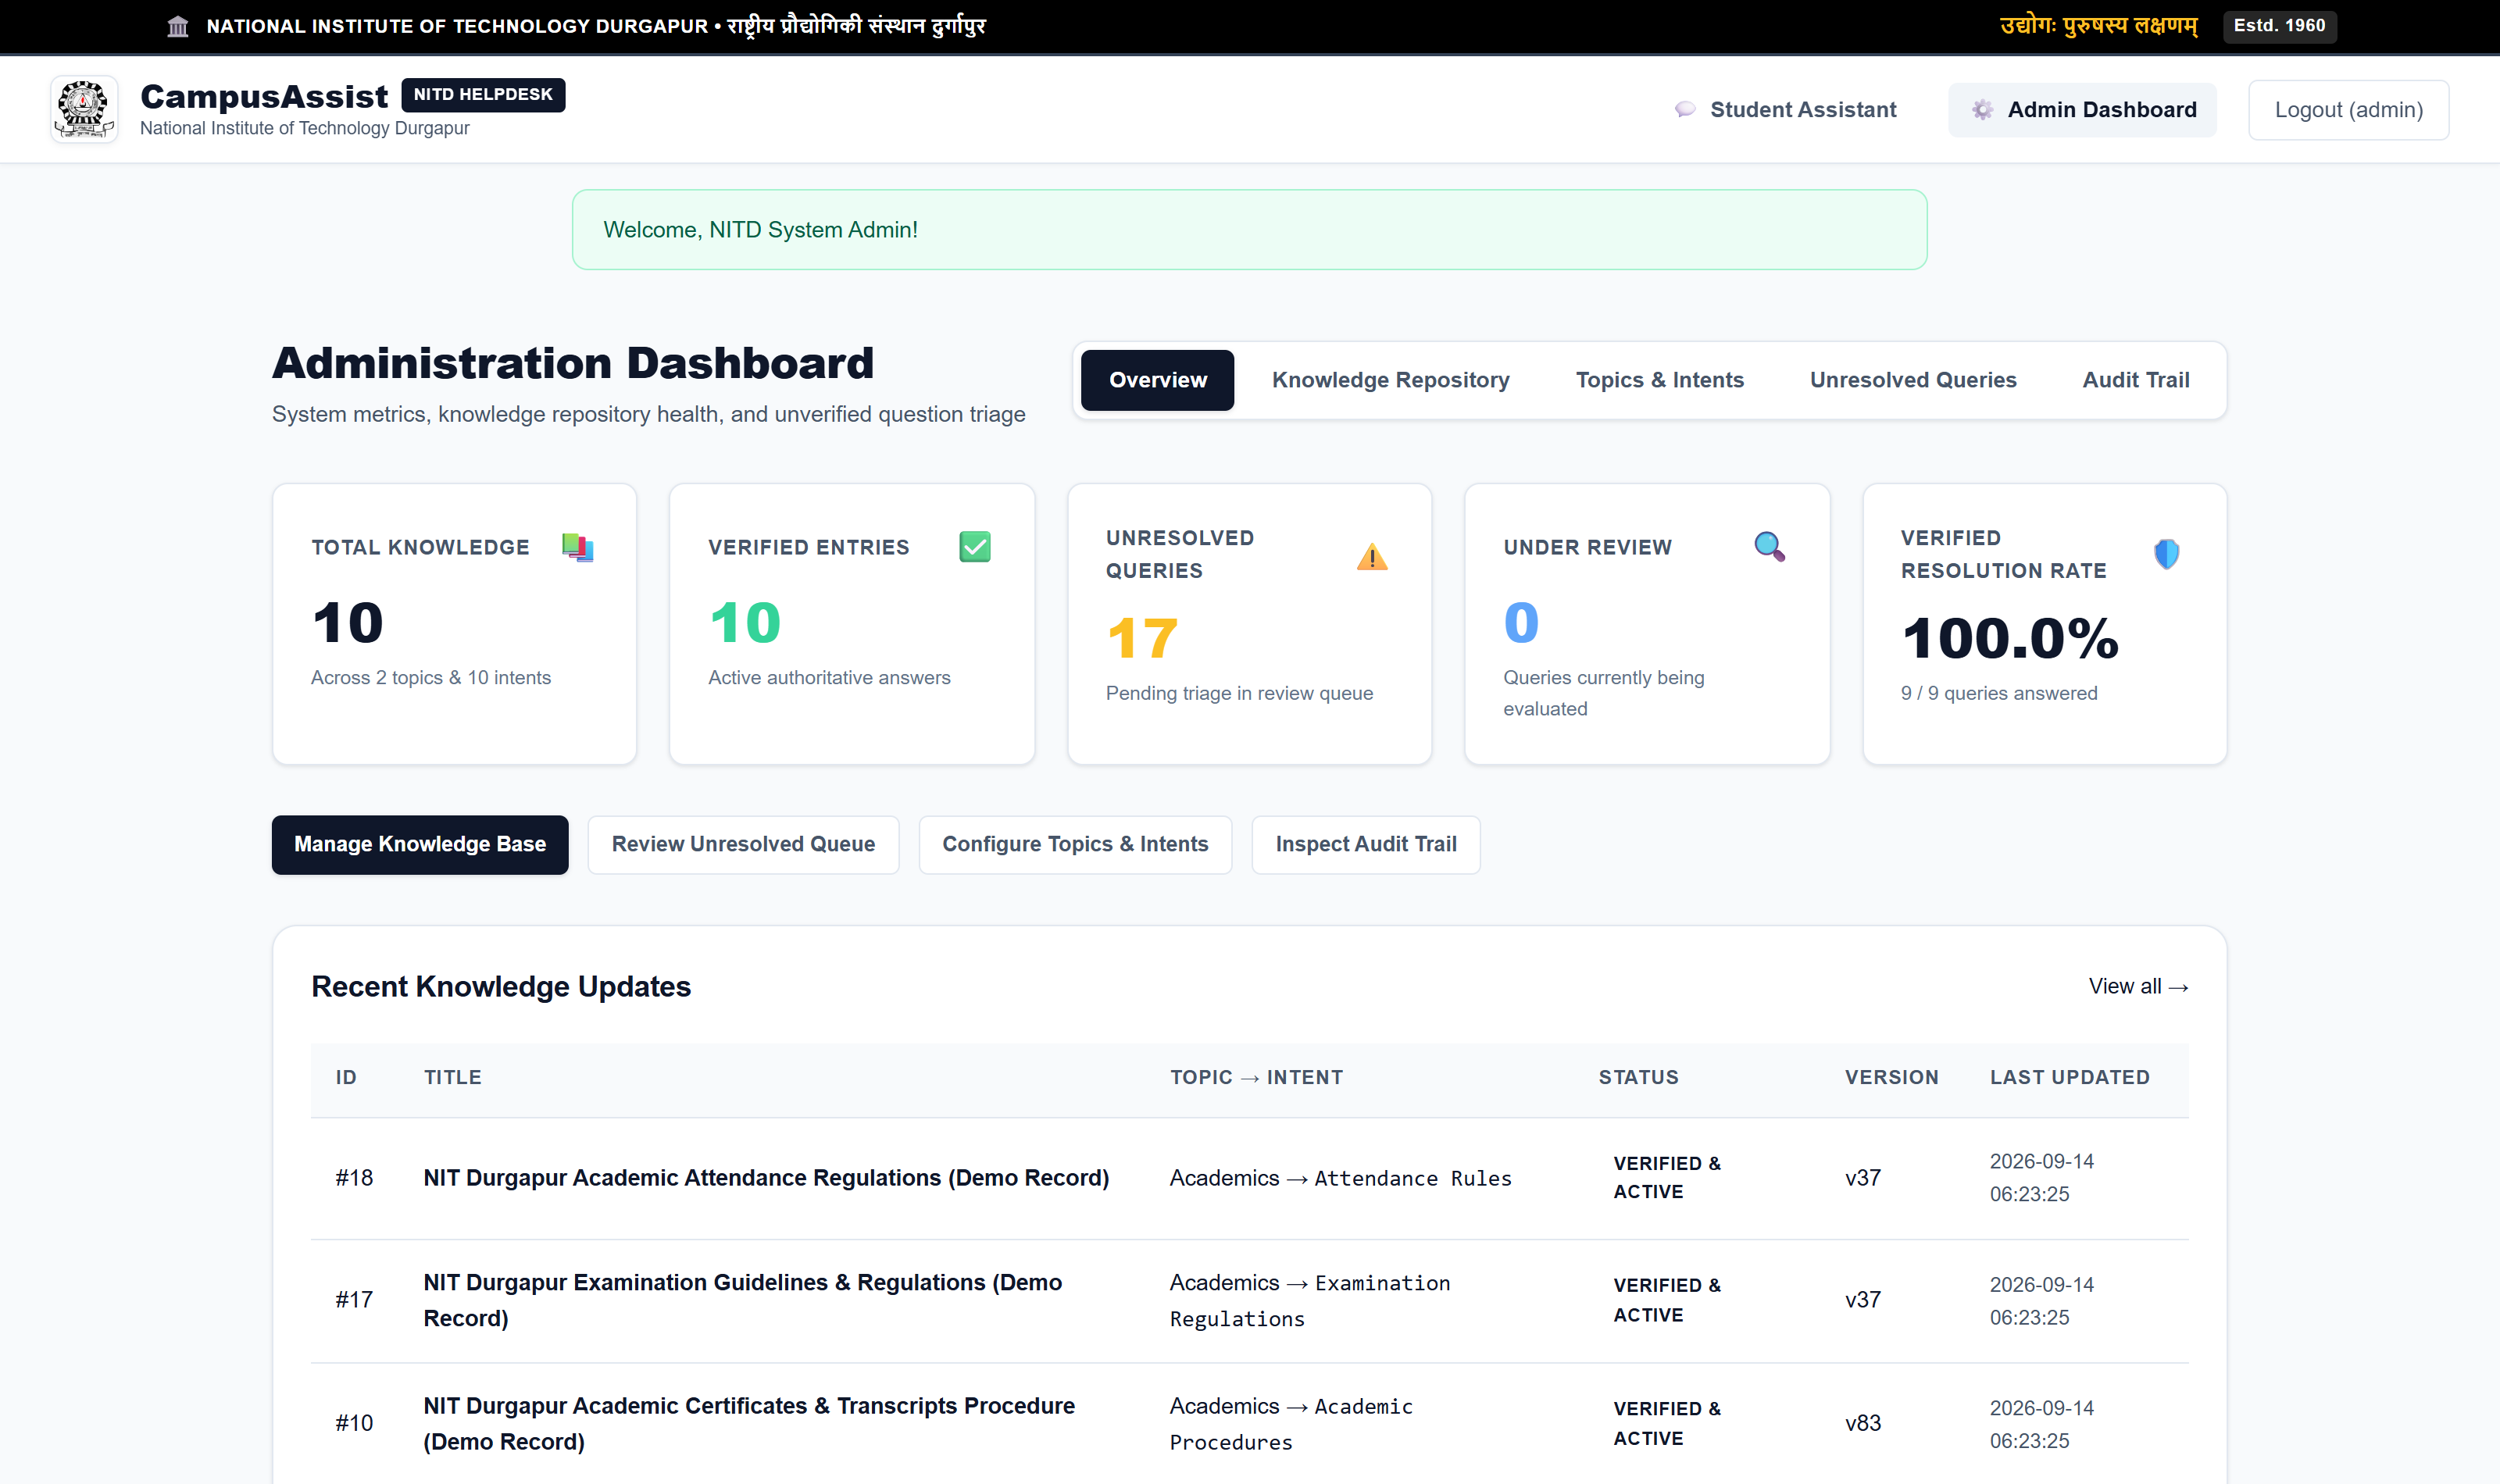 NATIONAL INSTITUTE OF TECHNOLOGY DURGAPUR • राष्ट्रीय प्रौद्योगिकी संस्थान दुर्गापुर
उद्योगः पुरुषस्य लक्षणम् Estd. 1960
CampusAssist NITD HELPDESK
National Institute of Technology Durgapur
Student Assistant
Admin Dashboard
Logout (admin)
Welcome, NITD System Admin!
Administration Dashboard
System metrics, knowledge repository health, and unverified question triage
Overview Knowledge Repository Topics & Intents Unresolved Queries Audit Trail
TOTAL KNOWLEDGE
10
Across 2 topics & 10 intents
VERIFIED ENTRIES
10
Active authoritative answers
UNRESOLVED
QUERIES
17
Pending triage in review queue
UNDER REVIEW
0
Queries currently being
evaluated
VERIFIED
RESOLUTION RATE
100.0%
9 / 9 queries answered
Manage Knowledge Base Review Unresolved Queue Configure Topics & Intents Inspect Audit Trail
Recent Knowledge Updates
View all →
ID TITLE TOPIC → INTENT STATUS VERSION LAST UPDATED
#18 NIT Durgapur Academic Attendance Regulations (Demo Record) Academics → Attendance Rules VERIFIED &
ACTIVE v37 2026-09-14
06:23:25
#17 NIT Durgapur Examination Guidelines & Regulations (Demo
Record) Academics → Examination
Regulations VERIFIED &
ACTIVE v37 2026-09-14
06:23:25
#10 NIT Durgapur Academic Certificates & Transcripts Procedure
(Demo Record) Academics → Academic
Procedures VERIFIED &
ACTIVE v83 2026-09-14
06:23:25